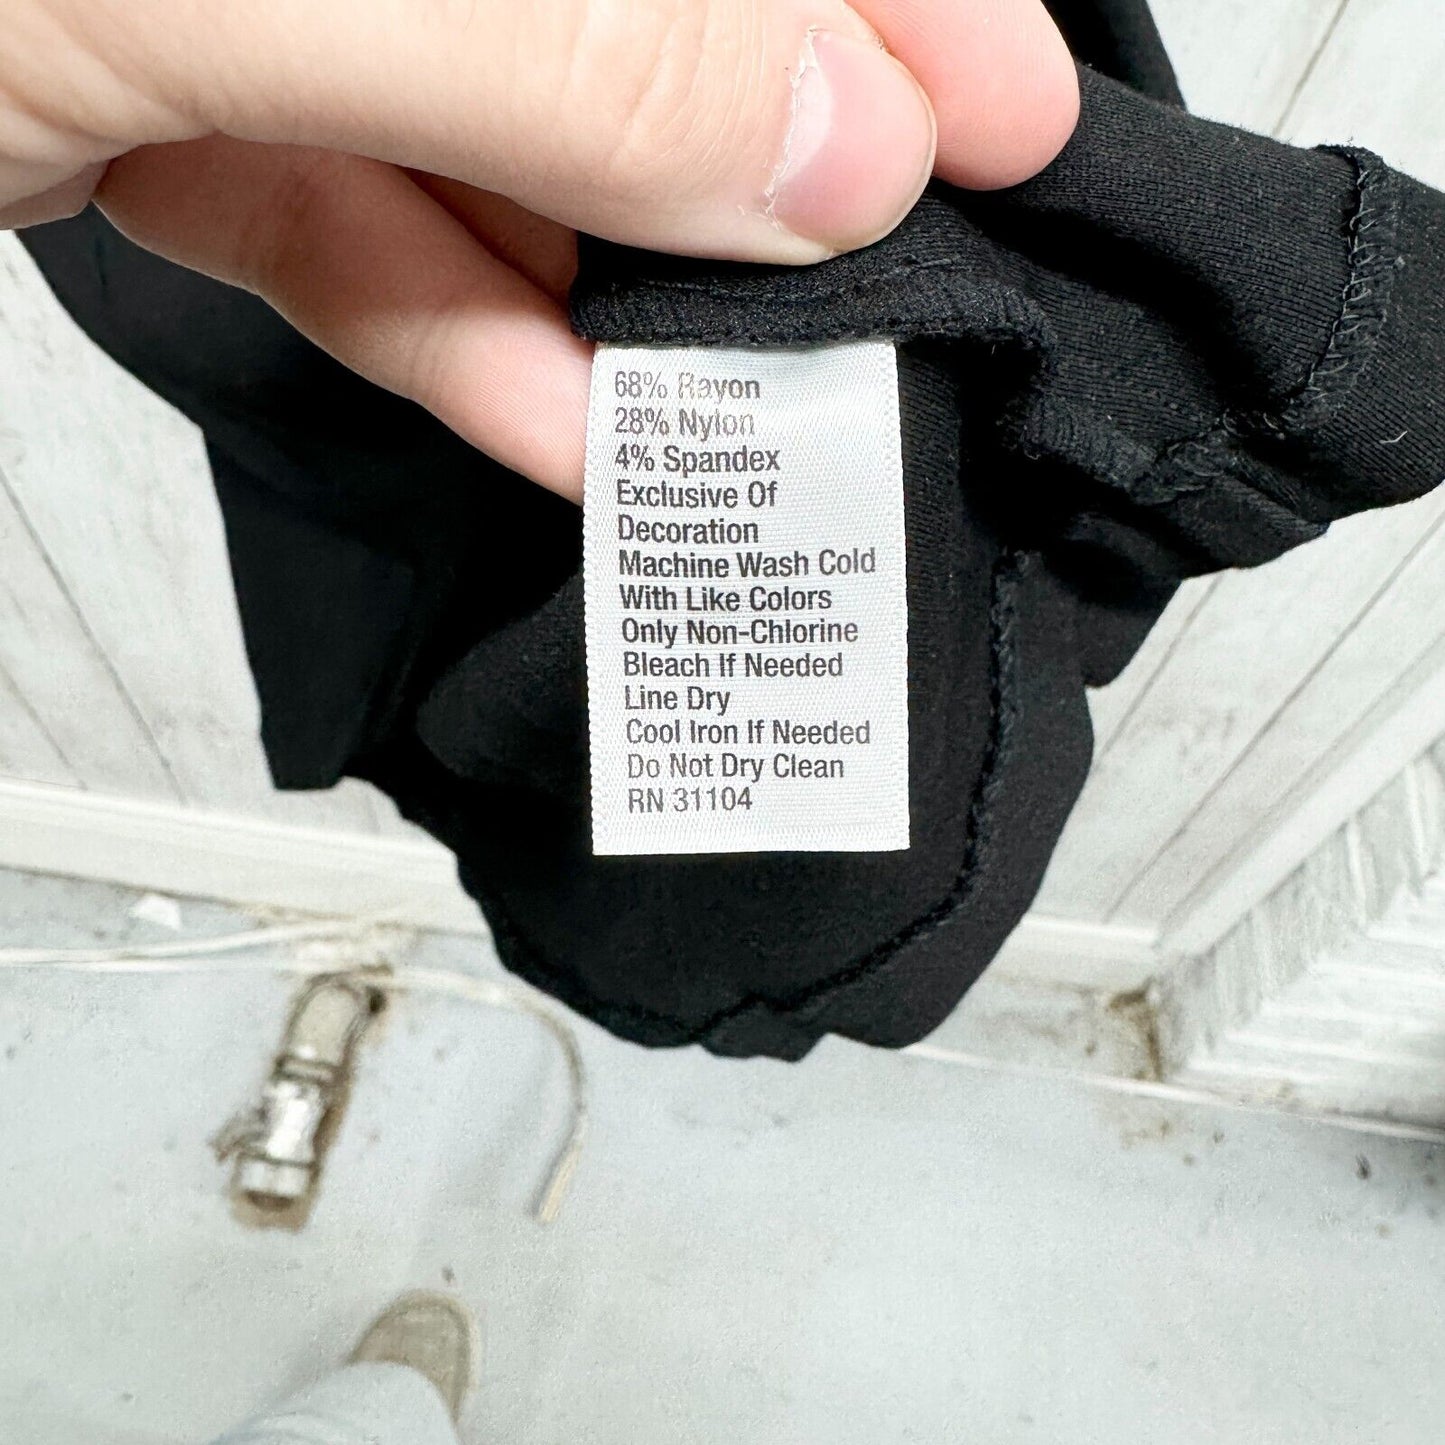 68% Rayon
28% Nylon
4% Spandex
Exclusive Of
Decoration
Machine Wash Cold
With Like Colors
Only Non-Chlorine
Bleach If Needed
Line Dry
Cool Iron If Needed
Do Not Dry Clean
RN 31104